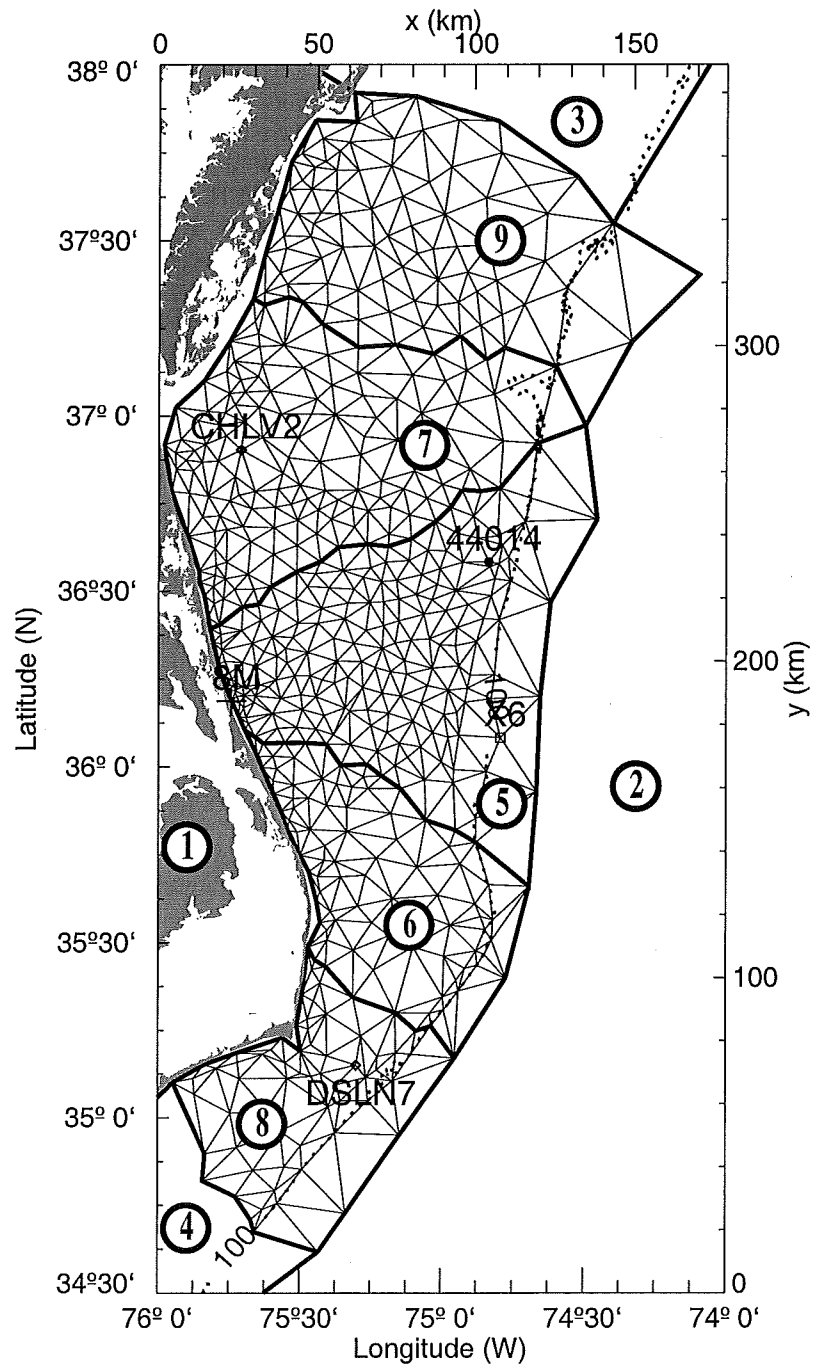 x (km)
0 50 100 150
38º 0‘
3
37º30‘
9
300
37º 0‘
CHLV2
7
44014
36º30‘
Latitude (N)
8M
200
y (km)
X6
36º 0‘
2
5
1
6
35º30‘
100
DSLN7
35º 0‘
8
4
100
34º30‘
0
76º 0‘ 75º30‘ 75º 0‘ 74º30‘ 74º 0‘
Longitude (W)